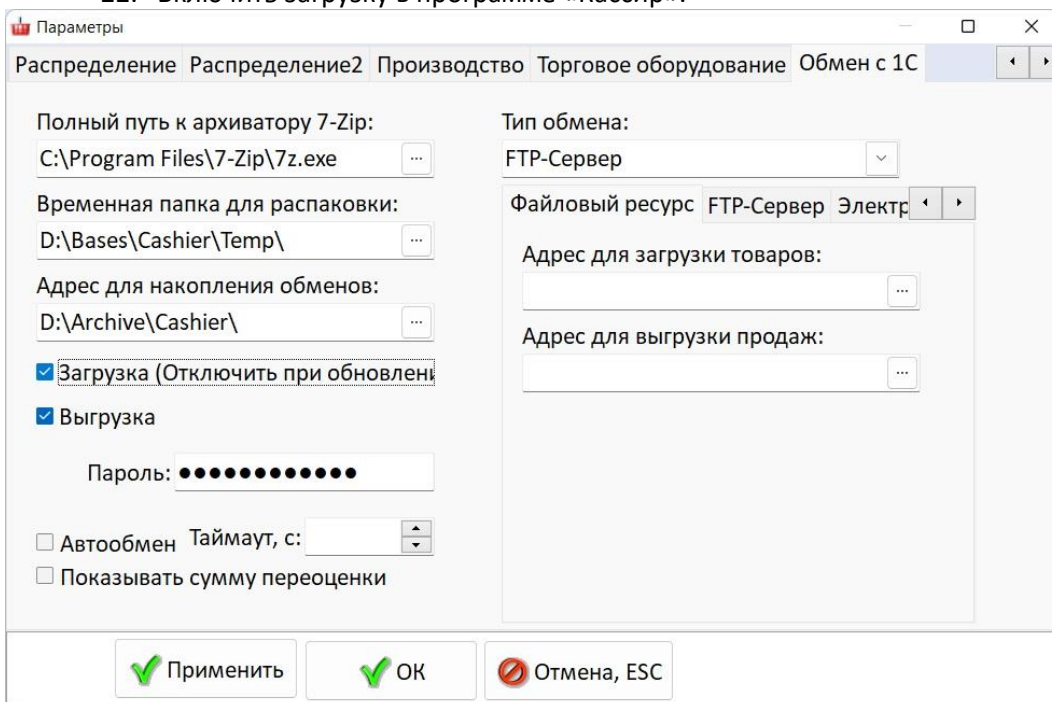 Параметры
Распределение Распределение2 Производство Торговое оборудование Обмен с 1С
Полный путь к архиватору 7-Zip:
C:\Program Files\7-Zip\7z.exe
Временная папка для распаковки:
D:\Bases\Cashier\Temp\
Адрес для накопления обменов:
D:\Archive\Cashier\
Загрузка (Отключить при обновлени
Выгрузка
Пароль: ●●●●●●●●●●●●
Автообмен Таймаут, с:
Показывать сумму переоценки
Тип обмена:
FTP-Сервер
Файловый ресурс FTP-Сервер Электр
Адрес для загрузки товаров:
Адрес для выгрузки продаж:
Применить ОК Отмена, ESC